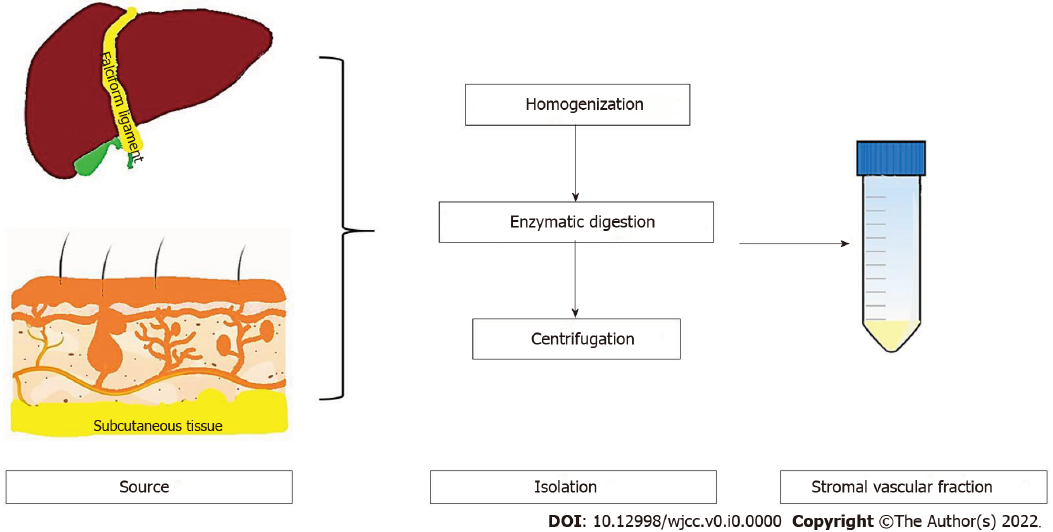 Falciform ligament
Homogenization
Enzymatic digestion
Centrifugation
Subcutaneous tissue
Source
Isolation
Stromal vascular fraction
DOI: 10.12998/wjcc.v0.i0.0000 Copyright ©The Author(s) 2022.